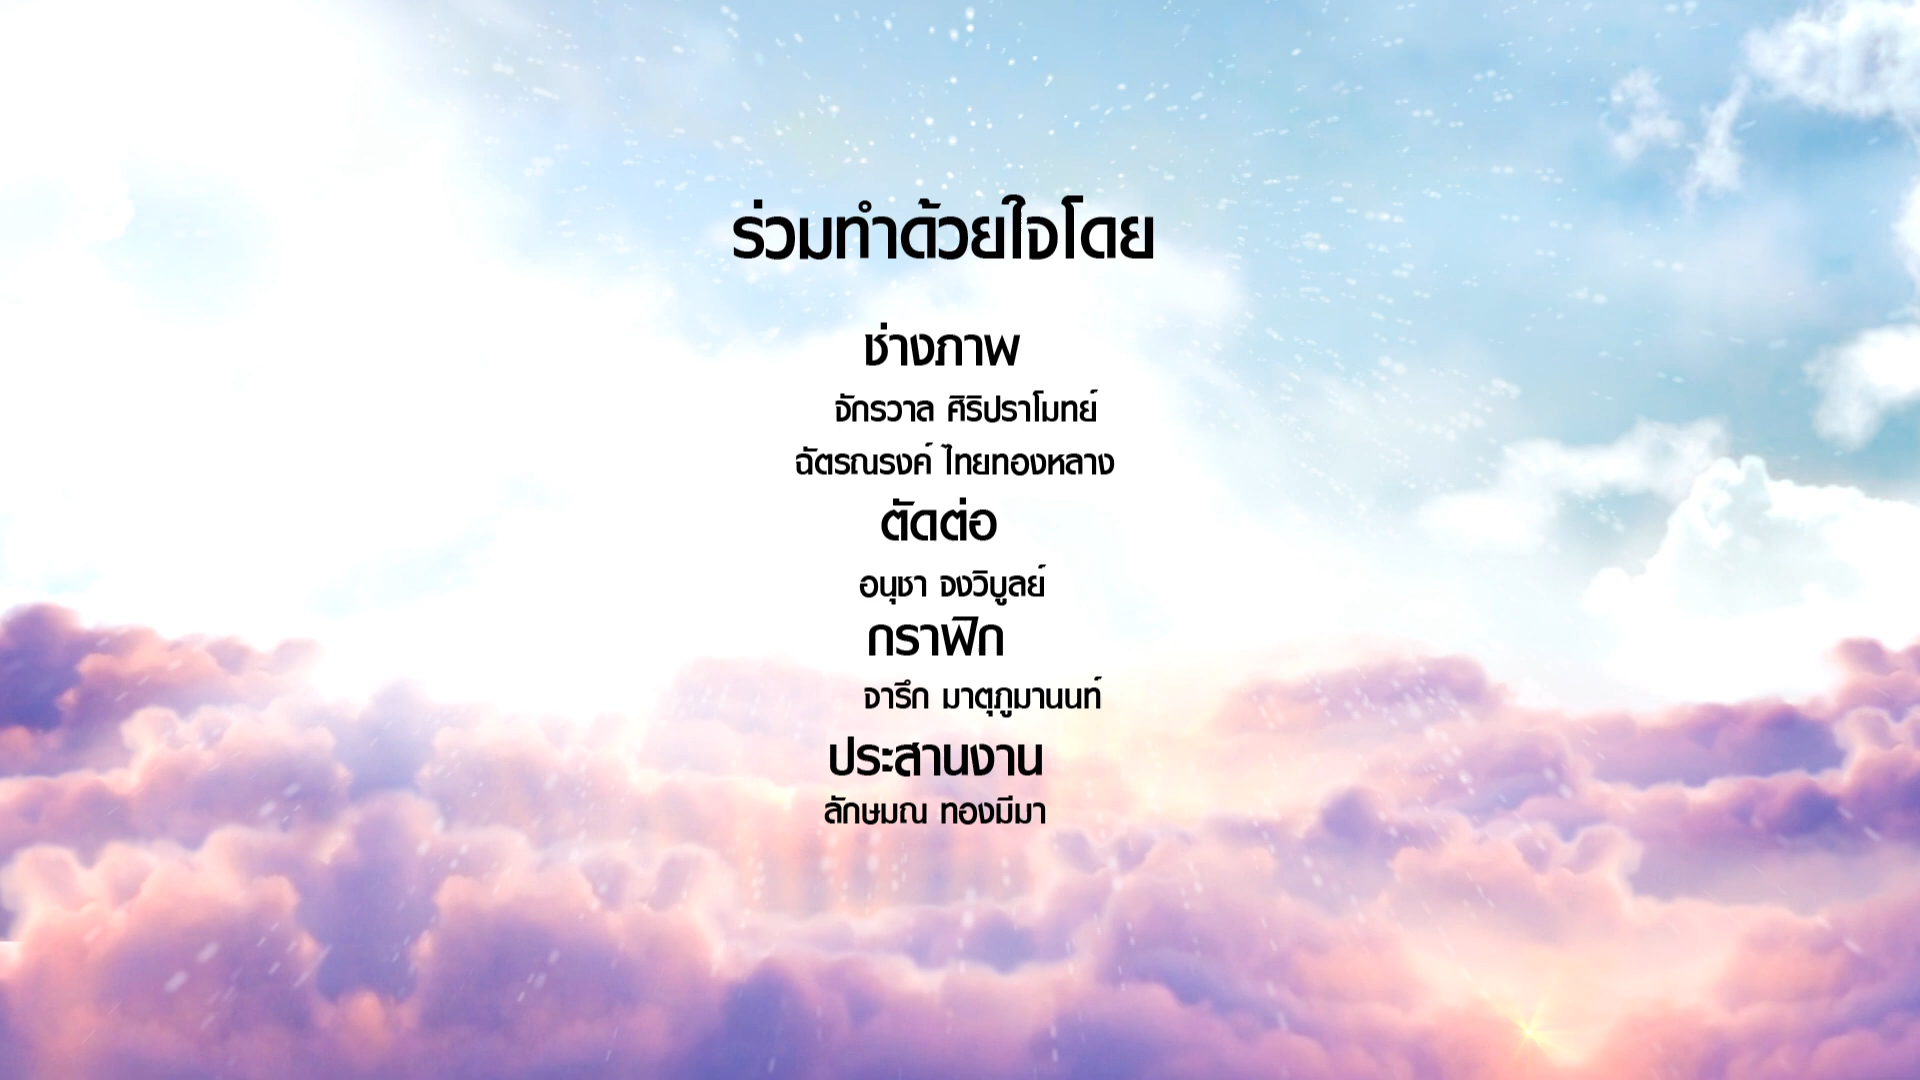 ร่วมทำด้วยใจโดย
ช่างภาพ
จักรวาล ศิริปราโมทย์
ฉัตรณรงค์ ไทยทองหลาง
ตัดต่อ
อนุชา จงวิบูลย์
กราฟิก
จารึก มาตุภูมานนท์
ประสานงาน
ลักษมณ ทองมีมา